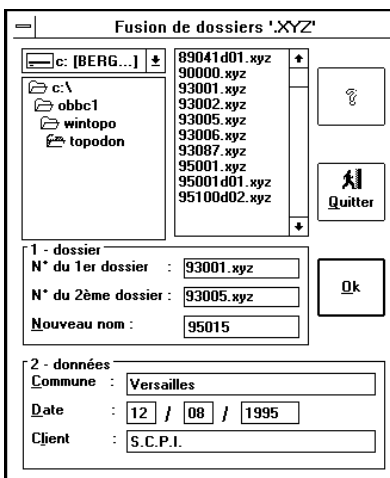 Fusion de dossiers '.XYZ'
c: [BERG...]
c:\
obbc1
wintopo
topodon
89041d01.xyz
90000.xyz
93001.xyz
93002.xyz
93005.xyz
93006.xyz
93087.xyz
95001.xyz
95001d01.xyz
95100d02.xyz
?
Quitter
Ok
1 - dossier
N° du 1er dossier : 93001.xyz
N° du 2ème dossier : 93005.xyz
Nouveau nom : 95015
2 - données
Commune : Versailles
Date : 12 / 08 / 1995
Client : S.C.P.I.